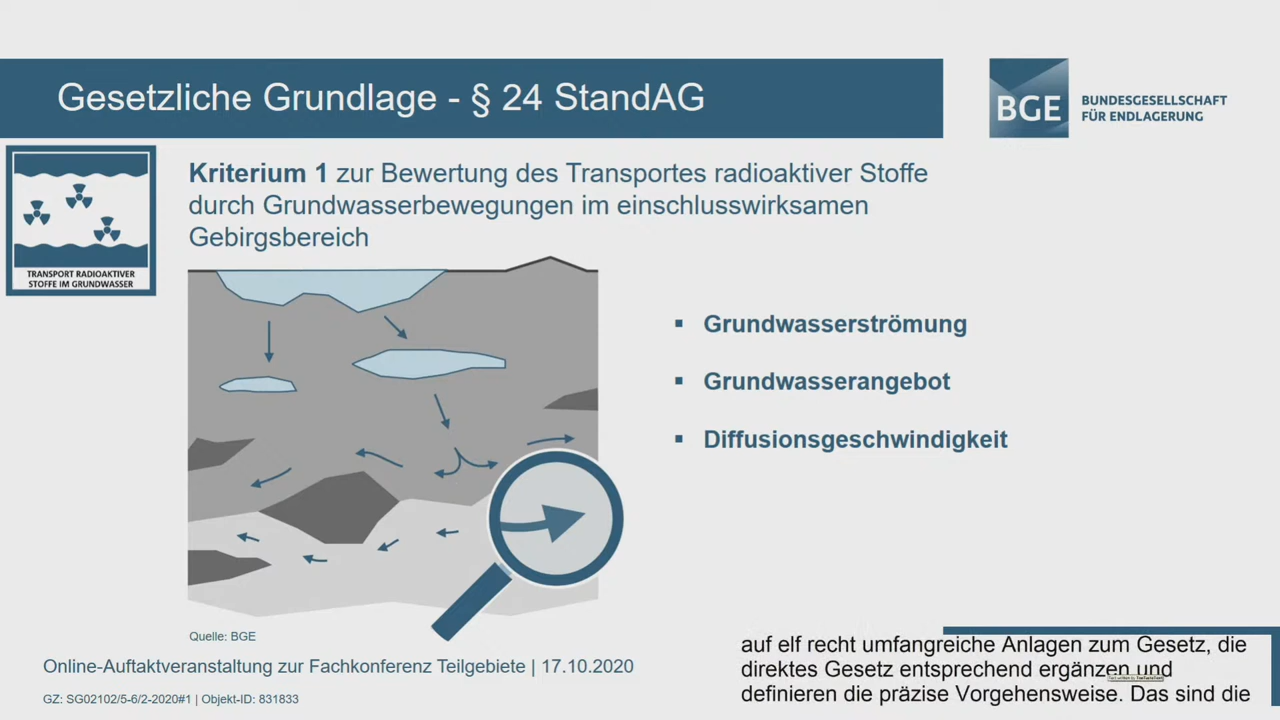 Gesetzliche Grundlage - § 24 StandAG
BGE
BUNDESGESELLSCHAFT
FÜR ENDLAGERUNG
TRANSPORT RADIOAKTIVER
STOFFE IM GRUNDWASSER
Kriterium 1 zur Bewertung des Transportes radioaktiver Stoffe
durch Grundwasserbewegungen im einschlusswirksamen
Gebirgsbereich
▪ Grundwasserströmung
▪ Grundwasserangebot
▪ Diffusionsgeschwindigkeit
Quelle: BGE
Online-Auftaktveranstaltung zur Fachkonferenz Teilgebiete | 17.10.2020
GZ: SG02102/5-6/2-2020#1 | Objekt-ID: 831833
auf elf recht umfangreiche Anlagen zum Gesetz, die
direktes Gesetz entsprechend ergänzen und
definieren die präzise Vorgehensweise. Das sind die